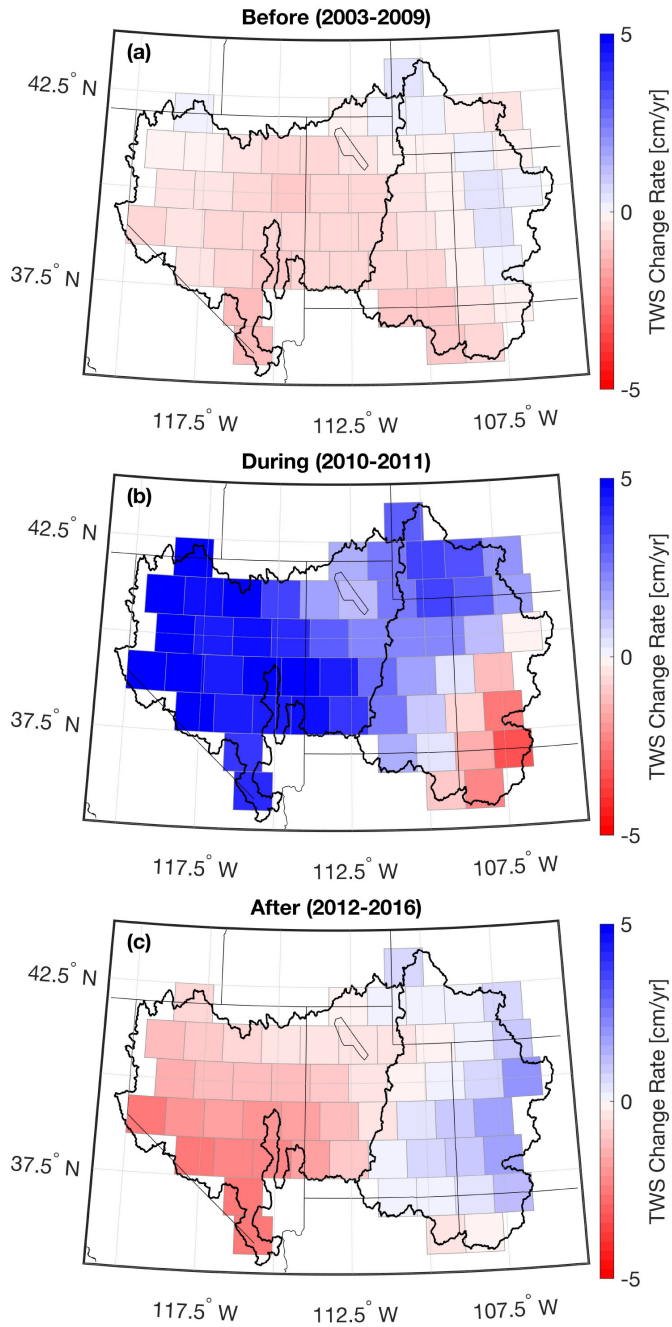 Before (2003-2009)
(a)
42.5° N
37.5° N
117.5° W
112.5° W
107.5° W
5
0
-5
TWS Change Rate [cm/yr]
During (2010-2011)
(b)
42.5° N
37.5° N
117.5° W
112.5° W
107.5° W
5
0
-5
TWS Change Rate [cm/yr]
After (2012-2016)
(c)
42.5° N
37.5° N
117.5° W
112.5° W
107.5° W
5
0
-5
TWS Change Rate [cm/yr]